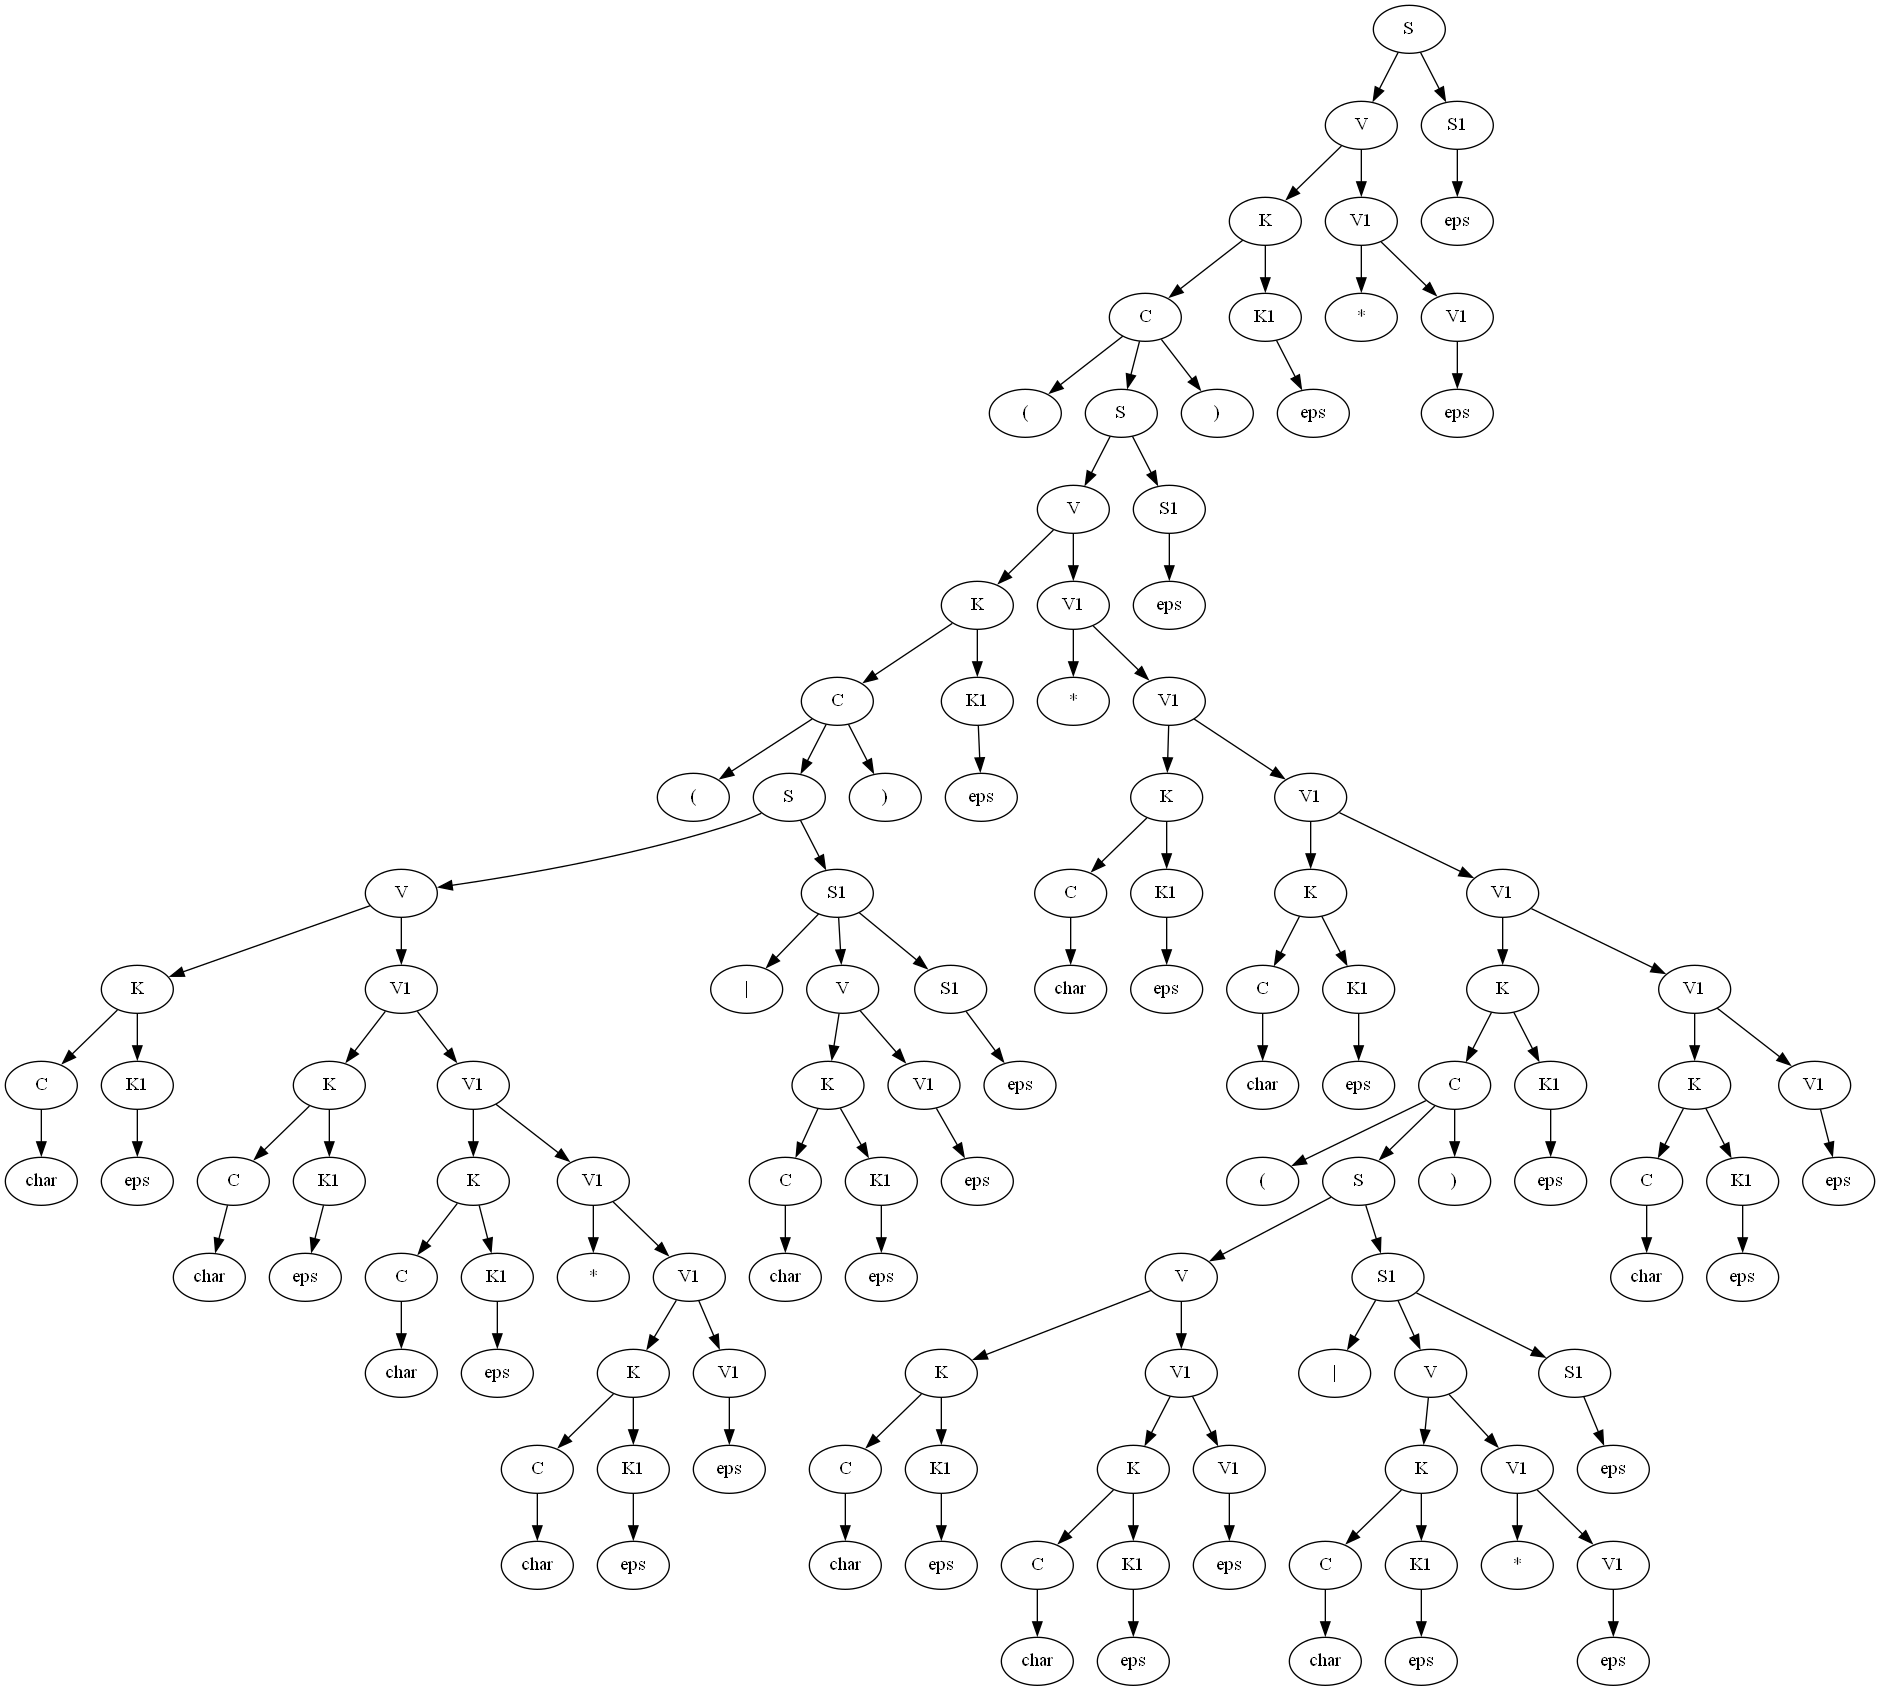 S
V S1
K V1 eps
C K1 * V1
( S ) eps eps
V S1
K V1 eps
C K1 * V1
( S ) eps K V1
V S1 C K1 K V1
K V1 | V S1 char eps C K1 K V1
C K1 K V1 K V1 eps char eps C K1 K V1
char eps C K1 K V1 C K1 eps ( S ) eps C K1 eps
char eps C K1 * V1 char eps V S1 char eps
char eps K V1 K V1 | V S1
C K1 eps C K1 K V1 K V1 eps
char eps char eps C K1 eps C K1 * V1
char eps char eps eps